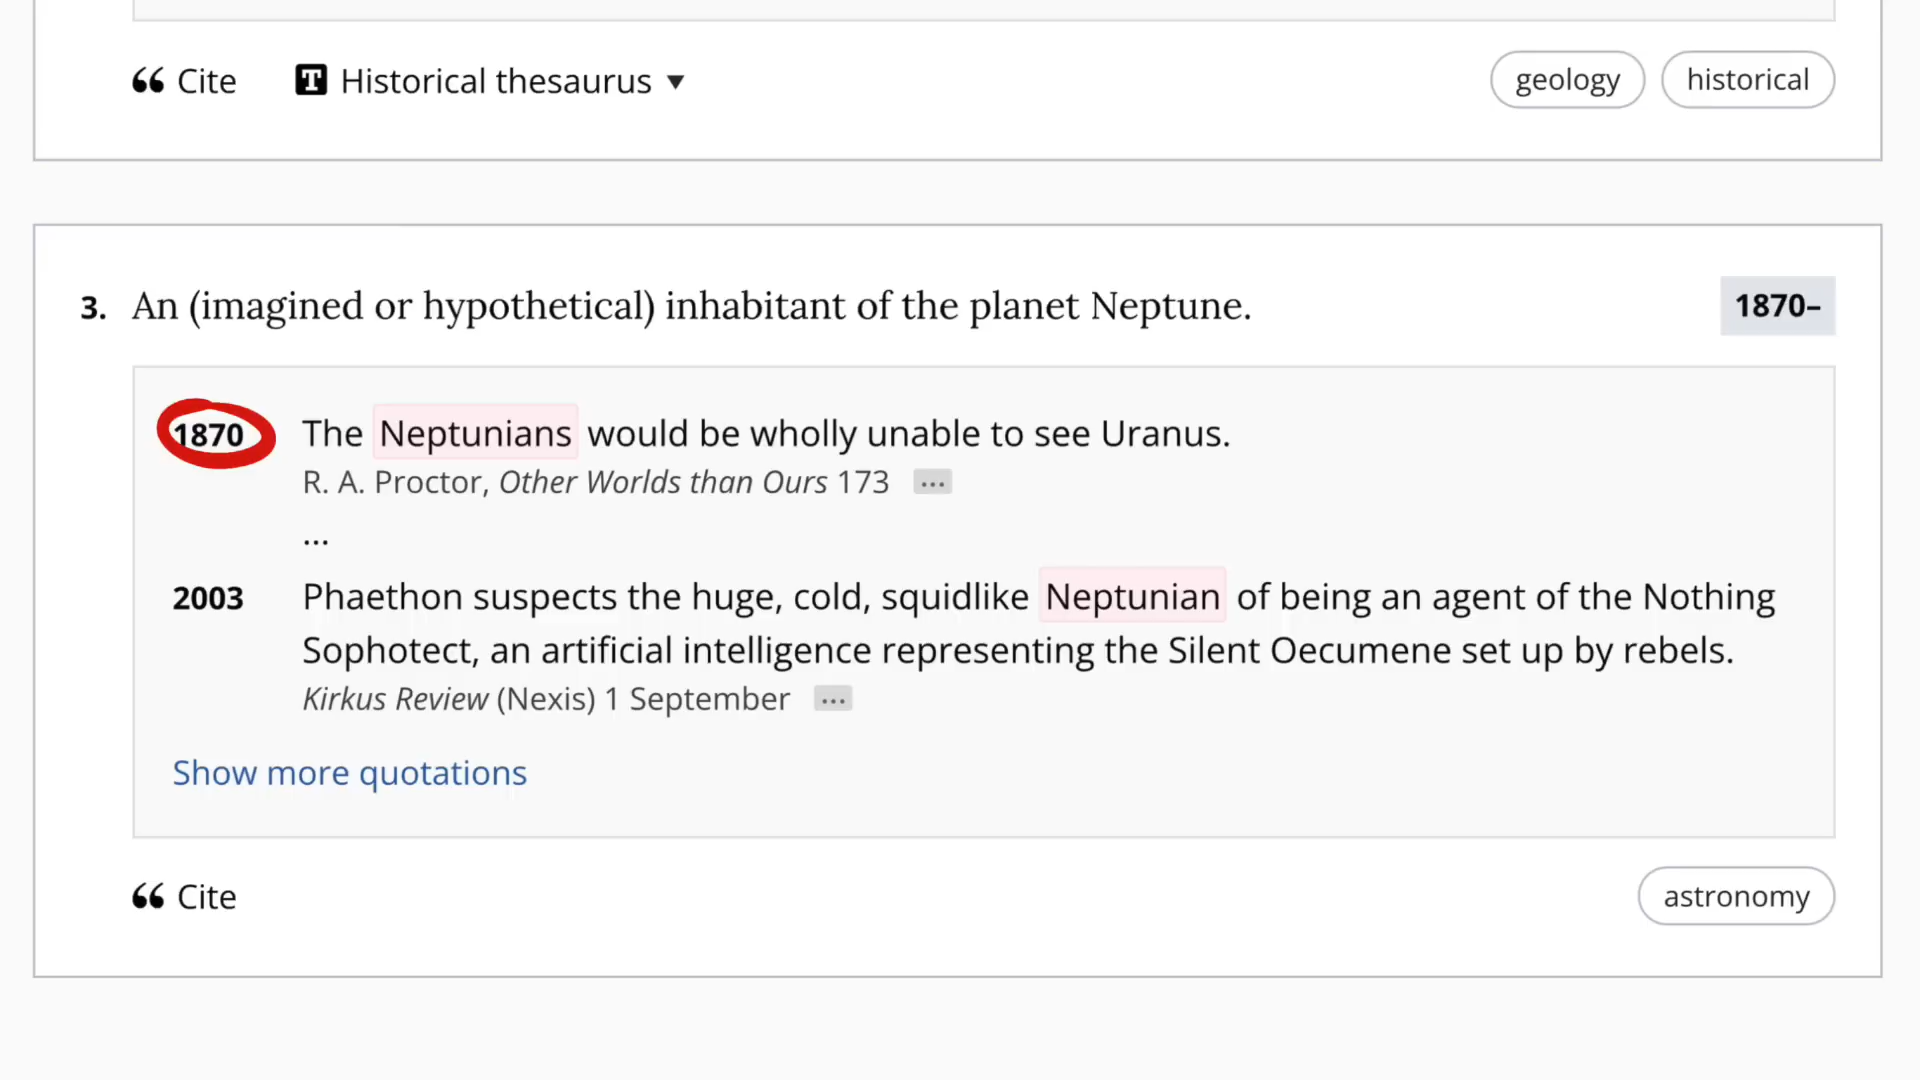 Cite Historical thesaurus ▼ geology historical
3. An (imagined or hypothetical) inhabitant of the planet Neptune. 1870–
1870 The Neptunians would be wholly unable to see Uranus.
R. A. Proctor, Other Worlds than Ours 173 ...
...
2003 Phaethon suspects the huge, cold, squidlike Neptunian of being an agent of the Nothing
Sophotect, an artificial intelligence representing the Silent Oecumene set up by rebels.
Kirkus Review (Nexis) 1 September ...
Show more quotations
Cite astronomy